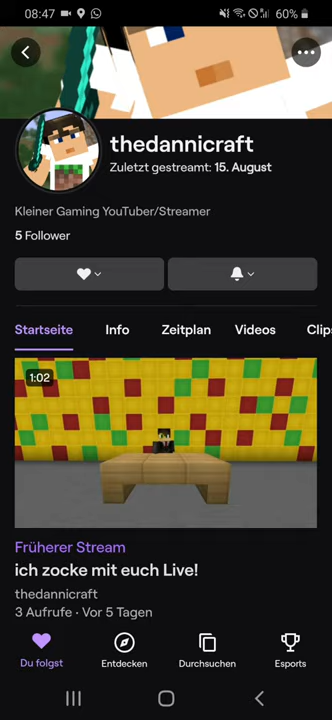 08:47
60%
thedannicraft
Zuletzt gestreamt: 15. August
Kleiner Gaming YouTuber/Streamer
5 Follower
Startseite Info Zeitplan Videos Clips
1:02
Früherer Stream
ich zocke mit euch Live!
thedannicraft
3 Aufrufe · Vor 5 Tagen
Du folgst Entdecken Durchsuchen Esports